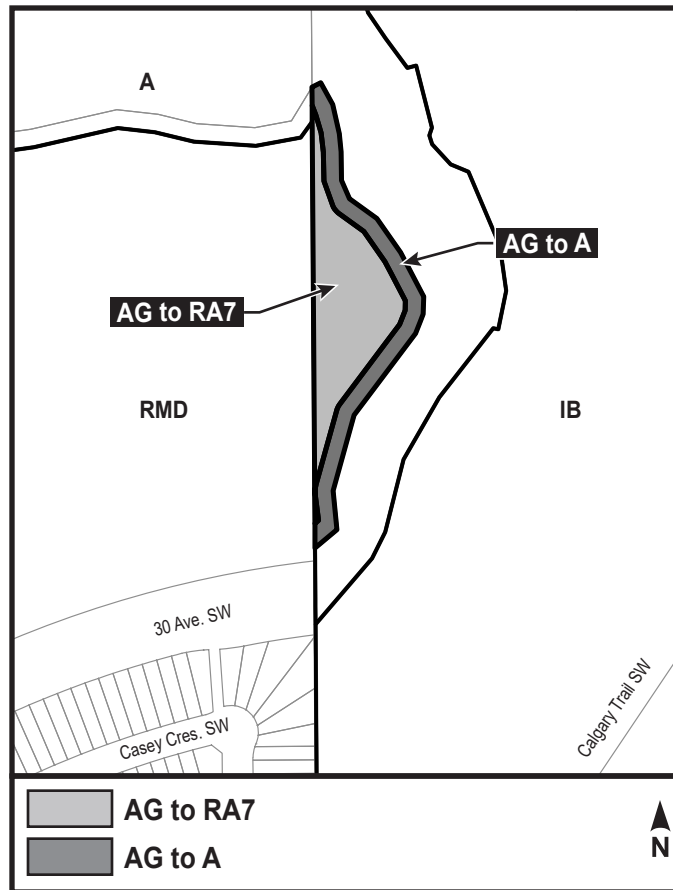 A
AG to A
AG to RA7
RMD
IB
30 Ave. SW
Casey Cres. SW
Calgary Trail SW
AG to RA7
AG to A
N